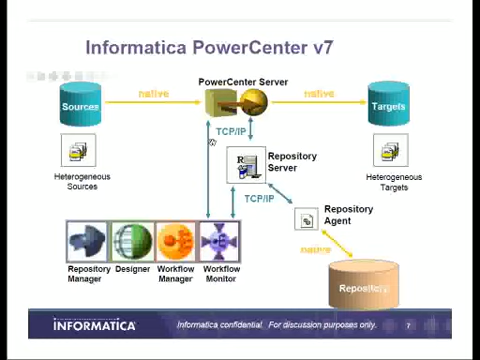 Informatica PowerCenter v7
PowerCenter Server
Sources
native
native
Targets
TCP/IP
Heterogeneous
Sources
Repository
Server
Heterogeneous
Targets
TCP/IP
Repository
Agent
native
Repository
Manager
Designer
Workflow
Manager
Workflow
Monitor
Repository
INFORMATICA
Informatica confidential. For discussion purposes only.
7